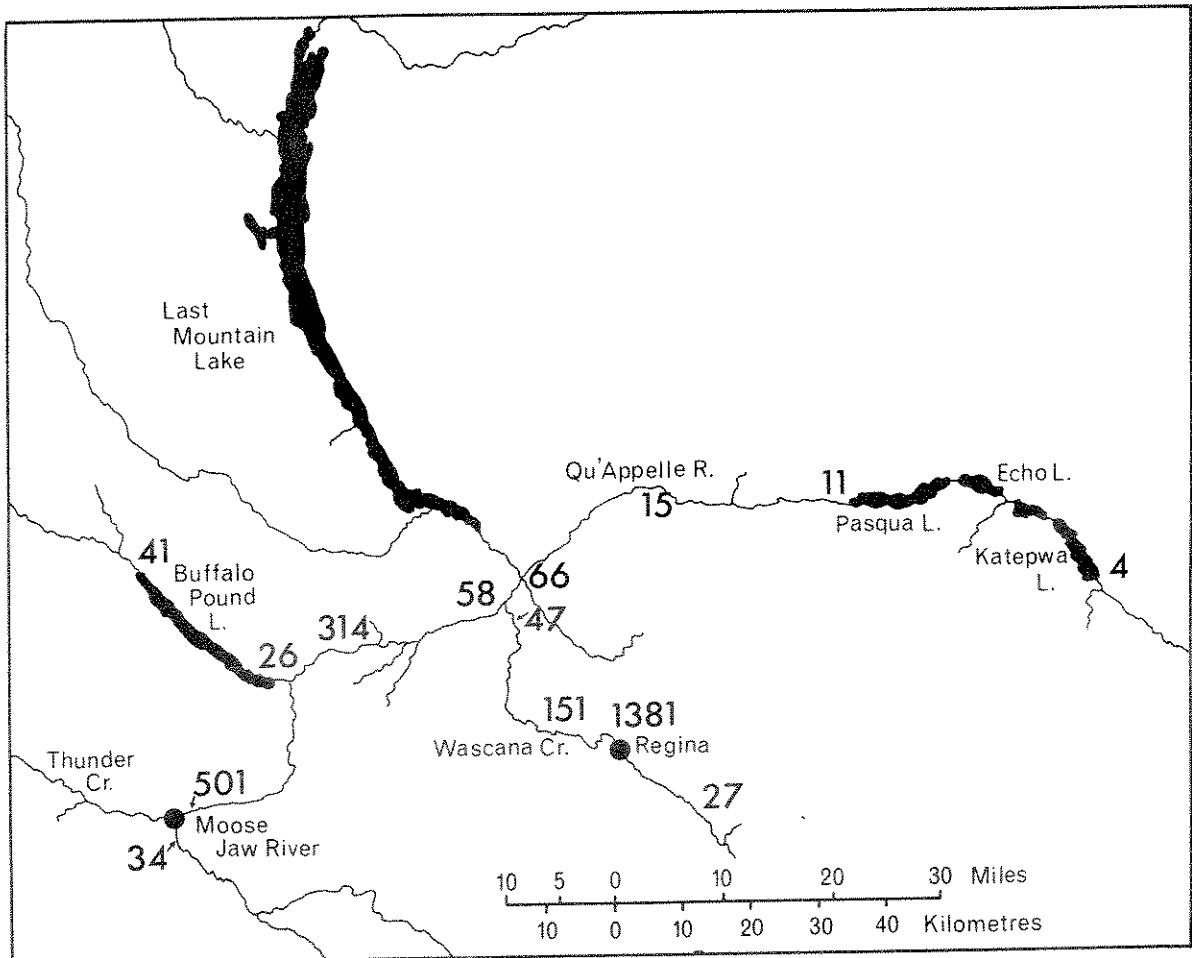 Last
Mountain
Lake
Qu'Appelle R.
15
11
Echo L.
Pasqua L.
Katepwa
L.
4
41
Buffalo
Pound
L.
58
66
47
314
26
151
1381
Wascana Cr.
Regina
27
Thunder
Cr.
501
Moose
Jaw River
34
10 5 0 10 20 30 Miles
10 0 10 20 30 40 Kilometres